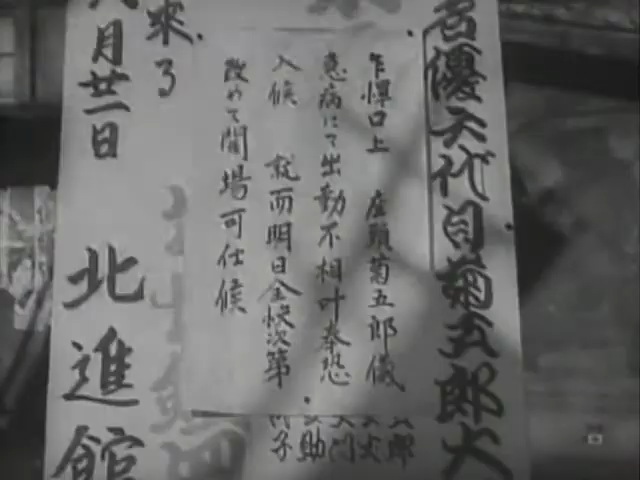 名優六代目菊五郎大
乍憚口上 座頭菊五郎儀
急病にて出勤不相叶奉恐
入候 就而明日全快次第
改めて開場可仕候
來る
月廿一日 北進館